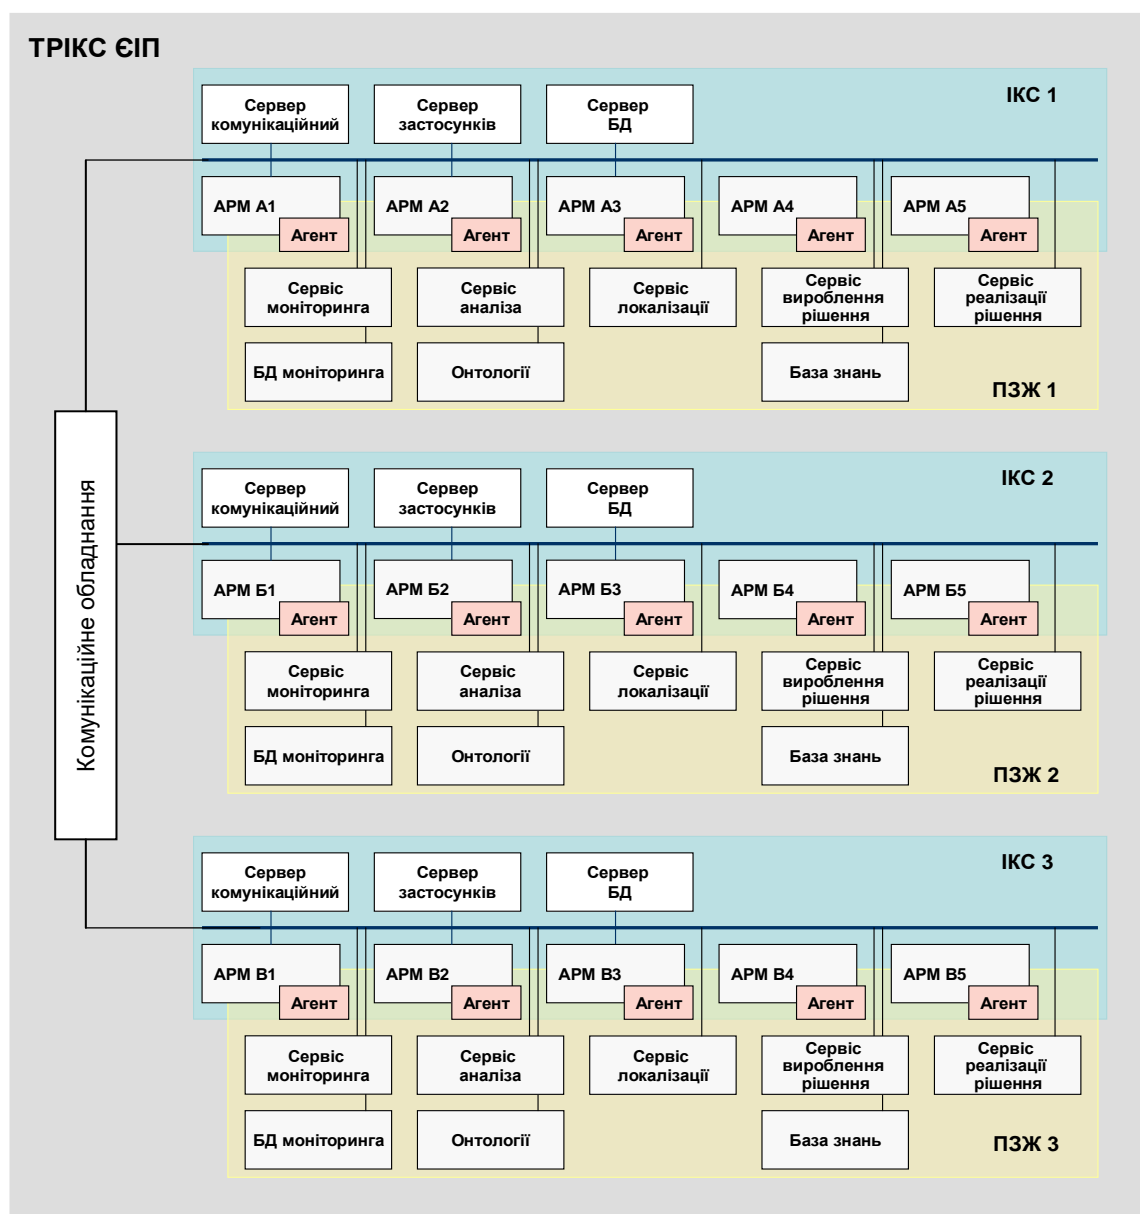 ТРІКС ЄІП
ІКС 1
Сервер
комунікаційний
Сервер
застосунків
Сервер
БД
АРМ А1
Агент
АРМ А2
Агент
АРМ А3
Агент
АРМ А4
Агент
АРМ А5
Агент
Сервіс
моніторинга
Сервіс
аналіза
Сервіс
локалізації
Сервіс
вироблення
рішення
Сервіс
реалізації
рішення
БД моніторинга
Онтології
База знань
ПЗЖ 1
Комунікаційне обладнання
ІКС 2
Сервер
комунікаційний
Сервер
застосунків
Сервер
БД
АРМ Б1
Агент
АРМ Б2
Агент
АРМ Б3
Агент
АРМ Б4
Агент
АРМ Б5
Агент
Сервіс
моніторинга
Сервіс
аналіза
Сервіс
локалізації
Сервіс
вироблення
рішення
Сервіс
реалізації
рішення
БД моніторинга
Онтології
База знань
ПЗЖ 2
ІКС 3
Сервер
комунікаційний
Сервер
застосунків
Сервер
БД
АРМ В1
Агент
АРМ В2
Агент
АРМ В3
Агент
АРМ В4
Агент
АРМ В5
Агент
Сервіс
моніторинга
Сервіс
аналіза
Сервіс
локалізації
Сервіс
вироблення
рішення
Сервіс
реалізації
рішення
БД моніторинга
Онтології
База знань
ПЗЖ 3